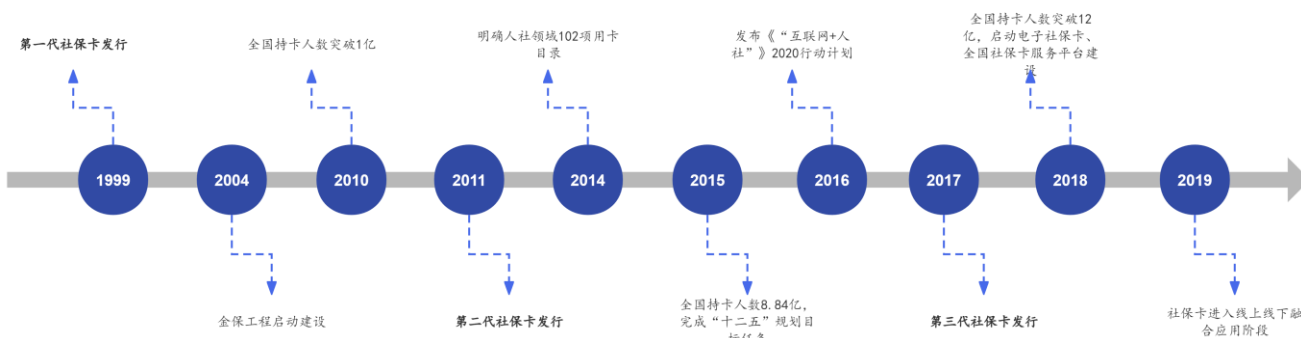 第一代社保卡发行
全国持卡人数突破1亿
明确人社领域102项用卡
目录
发布《“互联网+人
社”》2020行动计划
全国持卡人数突破12
亿，启动电子社保卡、
全国社保卡服务平台建
设
1999
2004
2010
2011
2014
2015
2016
2017
2018
2019
金保工程启动建设
第二代社保卡发行
全国持卡人数8.84亿，
完成“十二五”规划目
标任务
第三代社保卡发行
社保卡进入线上线下融
合应用阶段